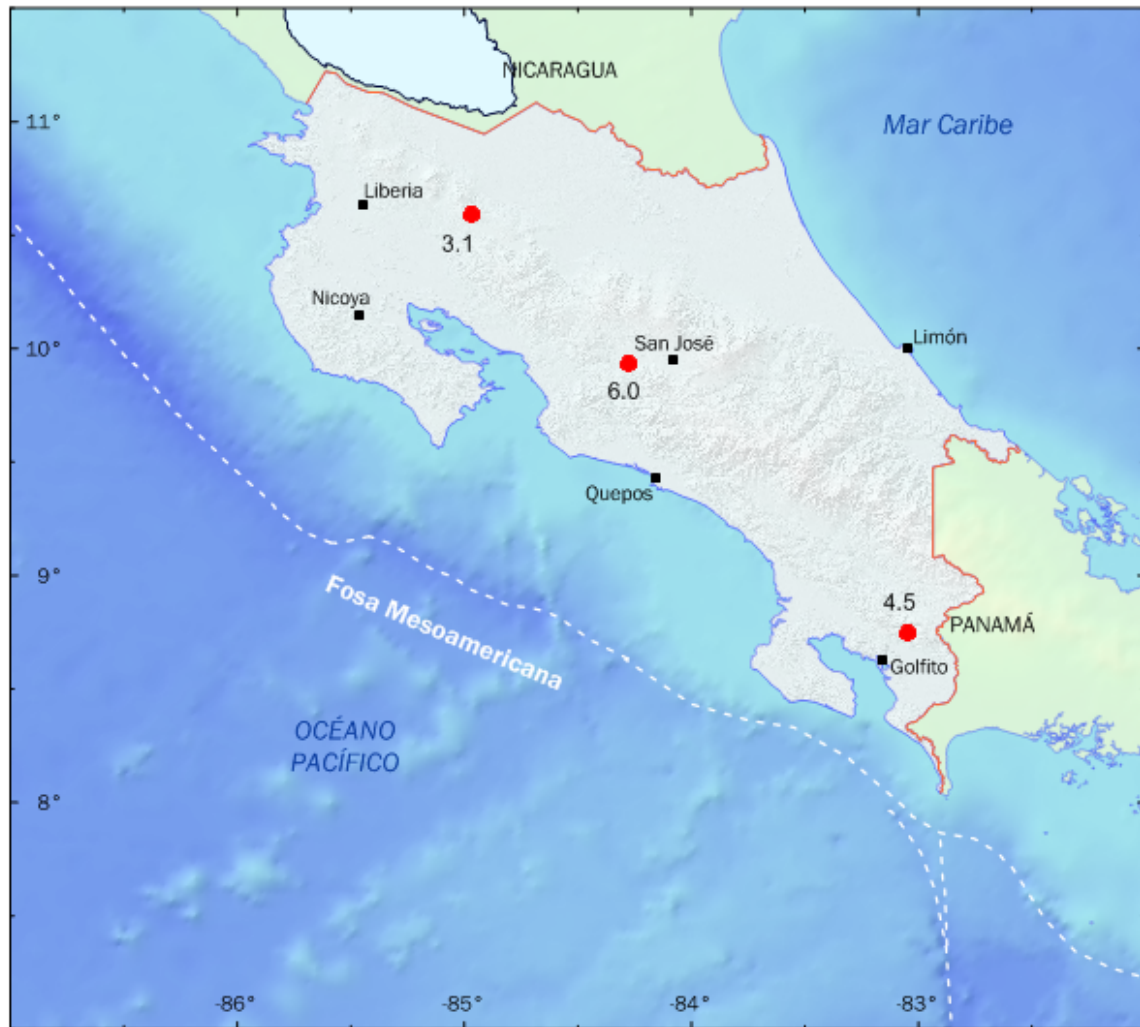 NICARAGUA
11°
Mar Caribe
Liberia
3.1
Nicoya
10°
San José
Limón
6.0
Quepos
9°
Fosa Mesoamericana
4.5
PANAMÁ
Golfito
OCÉANO
PACÍFICO
8°
-86°
-85°
-84°
-83°